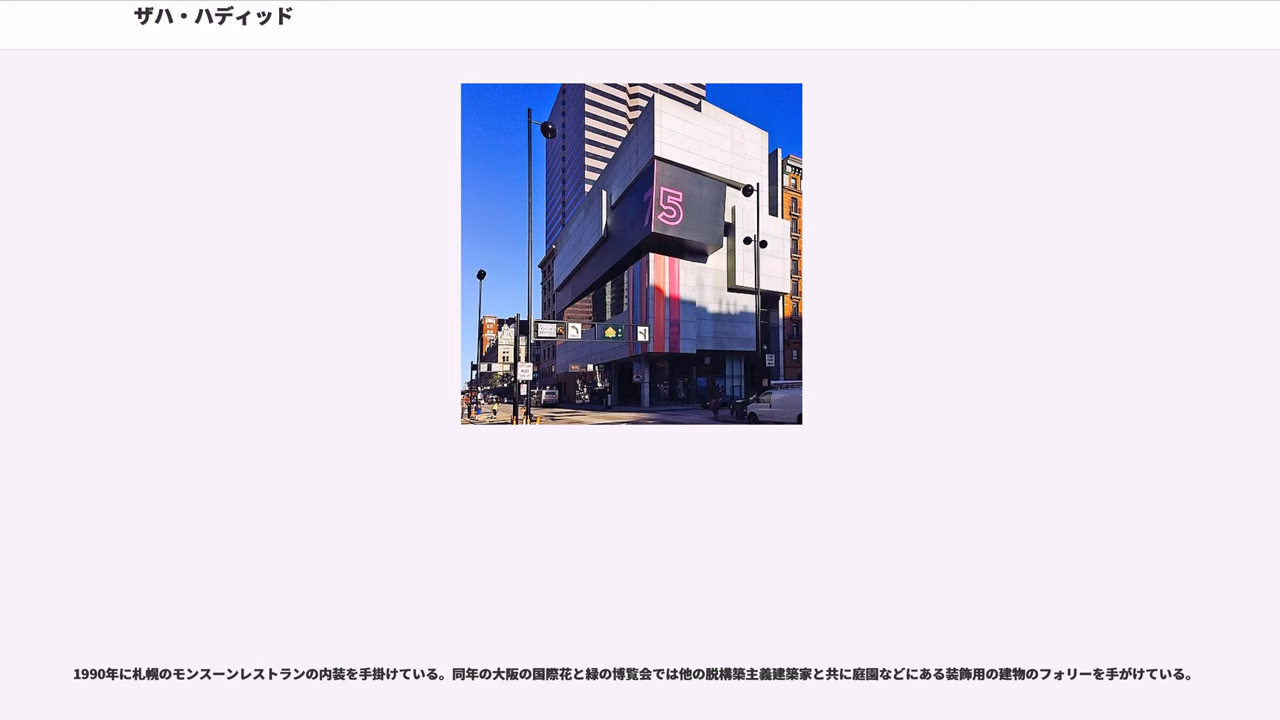 ザハ・ハディッド
75
1990年に札幌のモンスーンレストランの内装を手掛けている。同年の大阪の国際花と緑の博覧会では他の脱構築主義建築家と共に庭園などにある装飾用の建物のフォリーを手がけている。